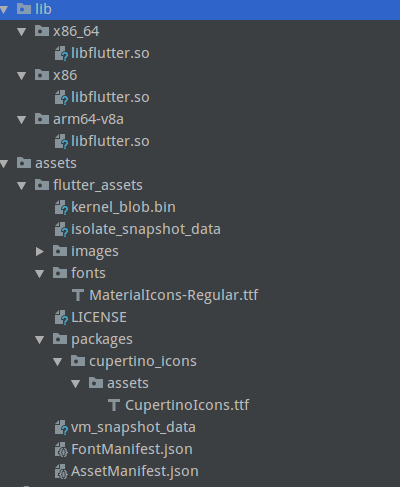 lib
x86_64
libflutter.so
x86
libflutter.so
arm64-v8a
libflutter.so
assets
flutter_assets
kernel_blob.bin
isolate_snapshot_data
images
fonts
MaterialIcons-Regular.ttf
LICENSE
packages
cupertino_icons
assets
CupertinoIcons.ttf
vm_snapshot_data
FontManifest.json
AssetManifest.json